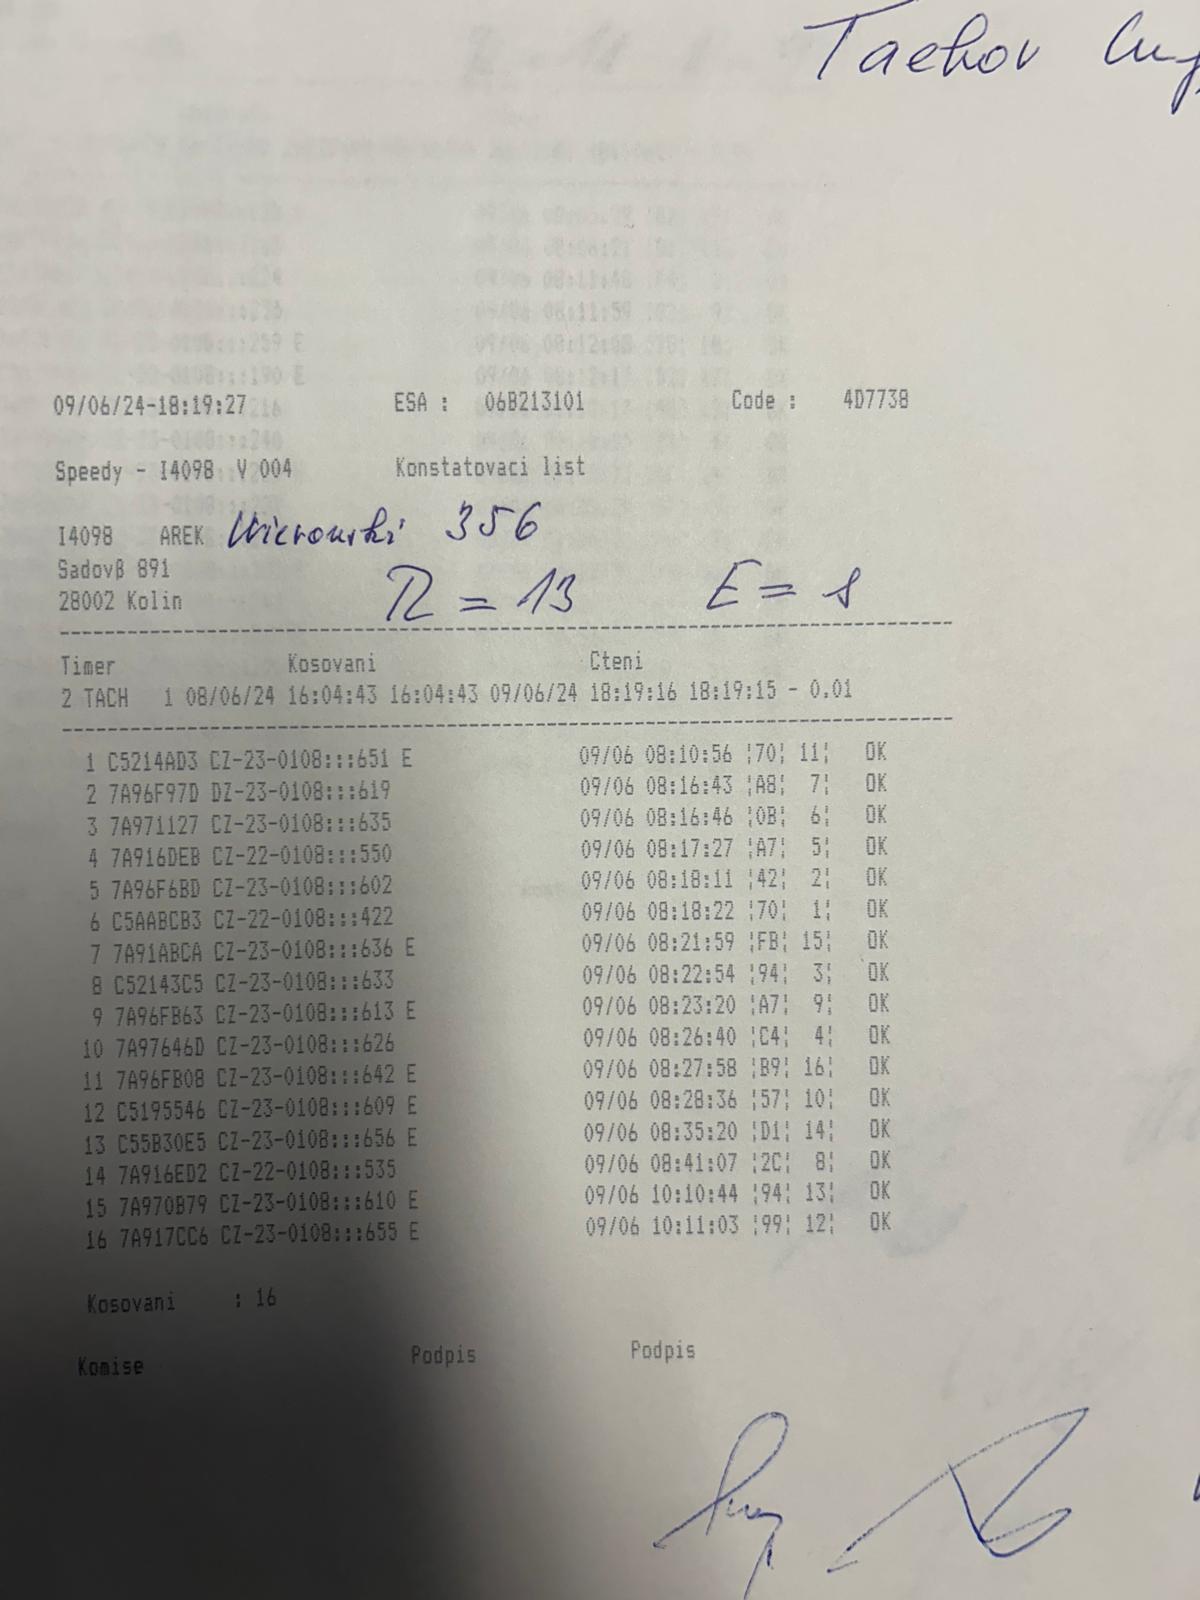 Tachov
09/06/24-18:19:27 ESA : 06B213101 Code : 4D7738
Speedy - I4098 V 004 Konstatovaci list
I4098 AREK 356
Sadovβ 891
28002 Kolin R = 13 E = 8
Timer Kosovani Cteni
2 TACH 1 08/06/24 16:04:43 16:04:43 09/06/24 18:19:16 18:19:15 - 0.01
1 C5214AD3 CZ-23-0108:::651 E 09/06 08:10:56 ¦70¦ 11¦ OK
2 7A96F97D DZ-23-0108:::619 09/06 08:16:43 ¦A8¦ 7¦ OK
3 7A971127 CZ-23-0108:::635 09/06 08:16:46 ¦0B¦ 6¦ OK
4 7A916DEB CZ-22-0108:::550 09/06 08:17:27 ¦A7¦ 5¦ OK
5 7A96F6BD CZ-23-0108:::602 09/06 08:18:11 ¦42¦ 2¦ OK
6 C5AABCB3 CZ-22-0108:::422 09/06 08:18:22 ¦70¦ 1¦ OK
7 7A91ABCA CZ-23-0108:::636 E 09/06 08:21:59 ¦FB¦ 15¦ OK
8 C52143C5 CZ-23-0108:::633 09/06 08:22:54 ¦94¦ 3¦ OK
9 7A96FB63 CZ-23-0108:::613 E 09/06 08:23:20 ¦A7¦ 9¦ OK
10 7A97646D CZ-23-0108:::626 09/06 08:26:40 ¦C4¦ 4¦ OK
11 7A96FB08 CZ-23-0108:::642 E 09/06 08:27:58 ¦B9¦ 16¦ OK
12 C5195546 CZ-23-0108:::609 E 09/06 08:28:36 ¦57¦ 10¦ OK
13 C55B30E5 CZ-23-0108:::656 E 09/06 08:35:20 ¦D1¦ 14¦ OK
14 7A916ED2 CZ-22-0108:::535 09/06 08:41:07 ¦2C¦ 8¦ OK
15 7A970B79 CZ-23-0108:::610 E 09/06 10:10:44 ¦94¦ 13¦ OK
16 7A917CC6 CZ-23-0108:::655 E 09/06 10:11:03 ¦99¦ 12¦ OK
Kosovani : 16
Komise Podpis Podpis